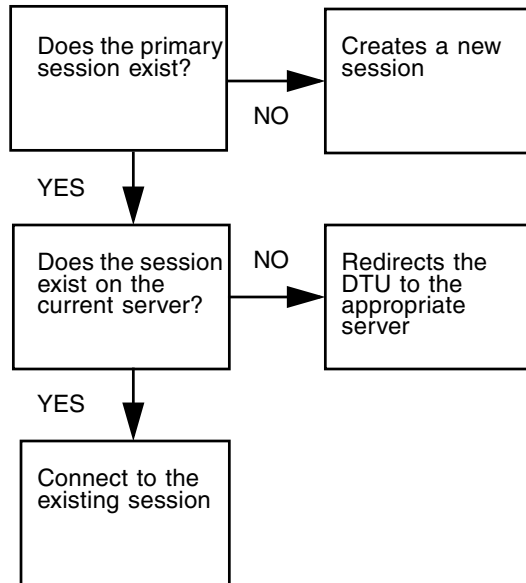 Does the primary
session exist?
Creates a new
session
NO
YES
Does the session
exist on the
current server?
NO
Redirects the
DTU to the
appropriate
server
YES
Connect to the
existing session